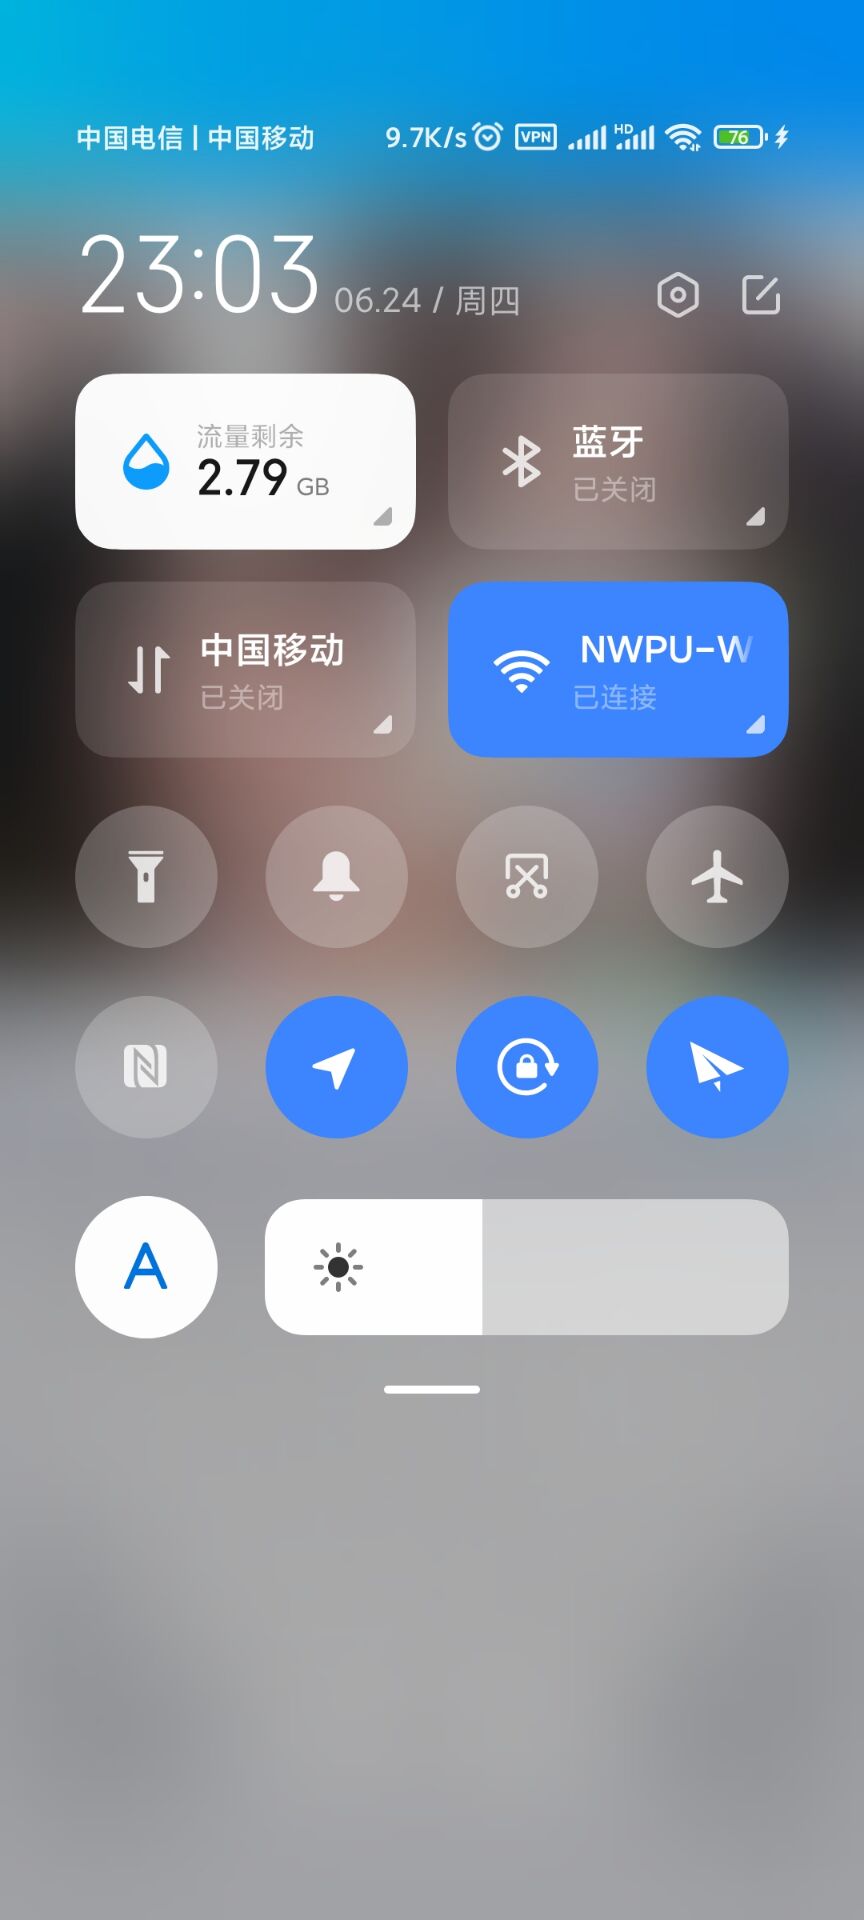 中国电信 | 中国移动 9.7K/s VPN HD 76
23:03 06.24 / 周四
流量剩余
2.79 GB
蓝牙
已关闭
中国移动
已关闭
NWPU-W
已连接
A